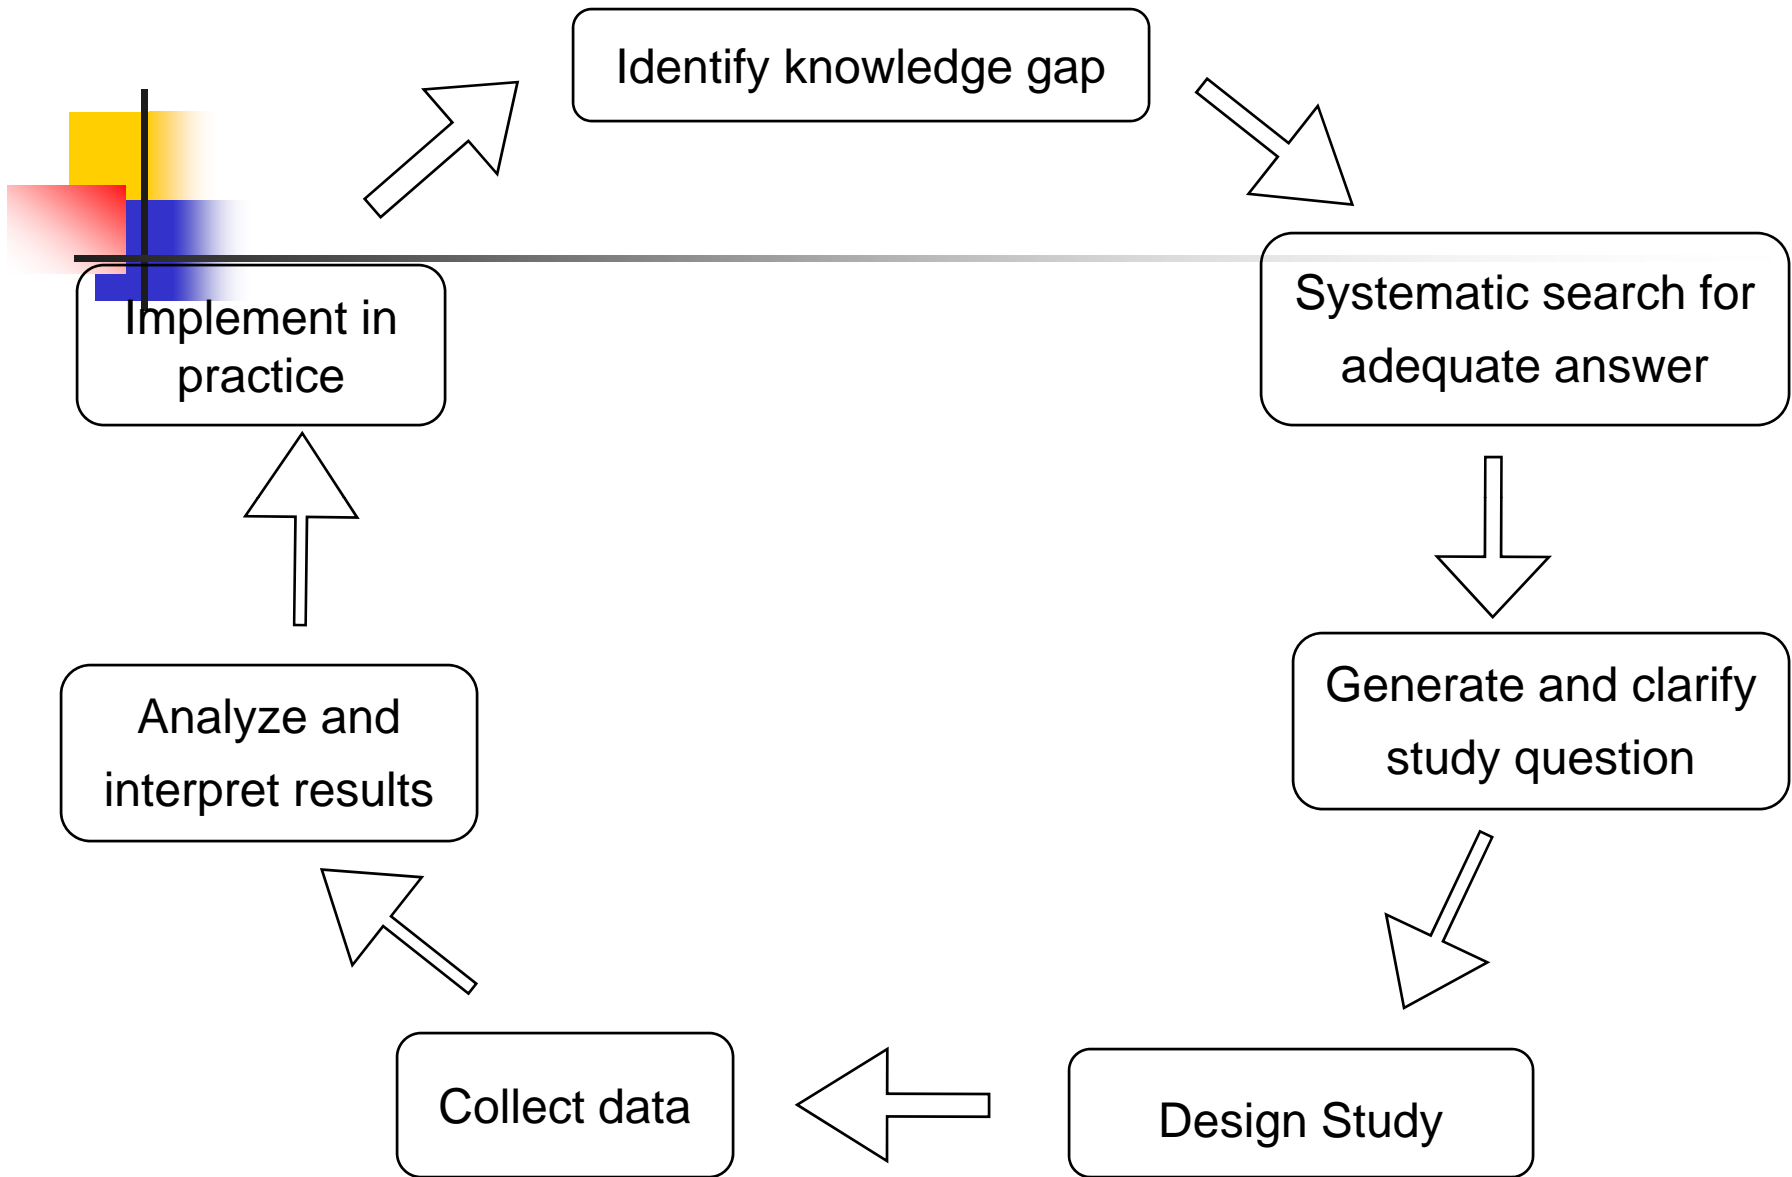 Identify knowledge gap
Systematic search for
adequate answer
Generate and clarify
study question
Design Study
Collect data
Analyze and
interpret results
Implement in
practice